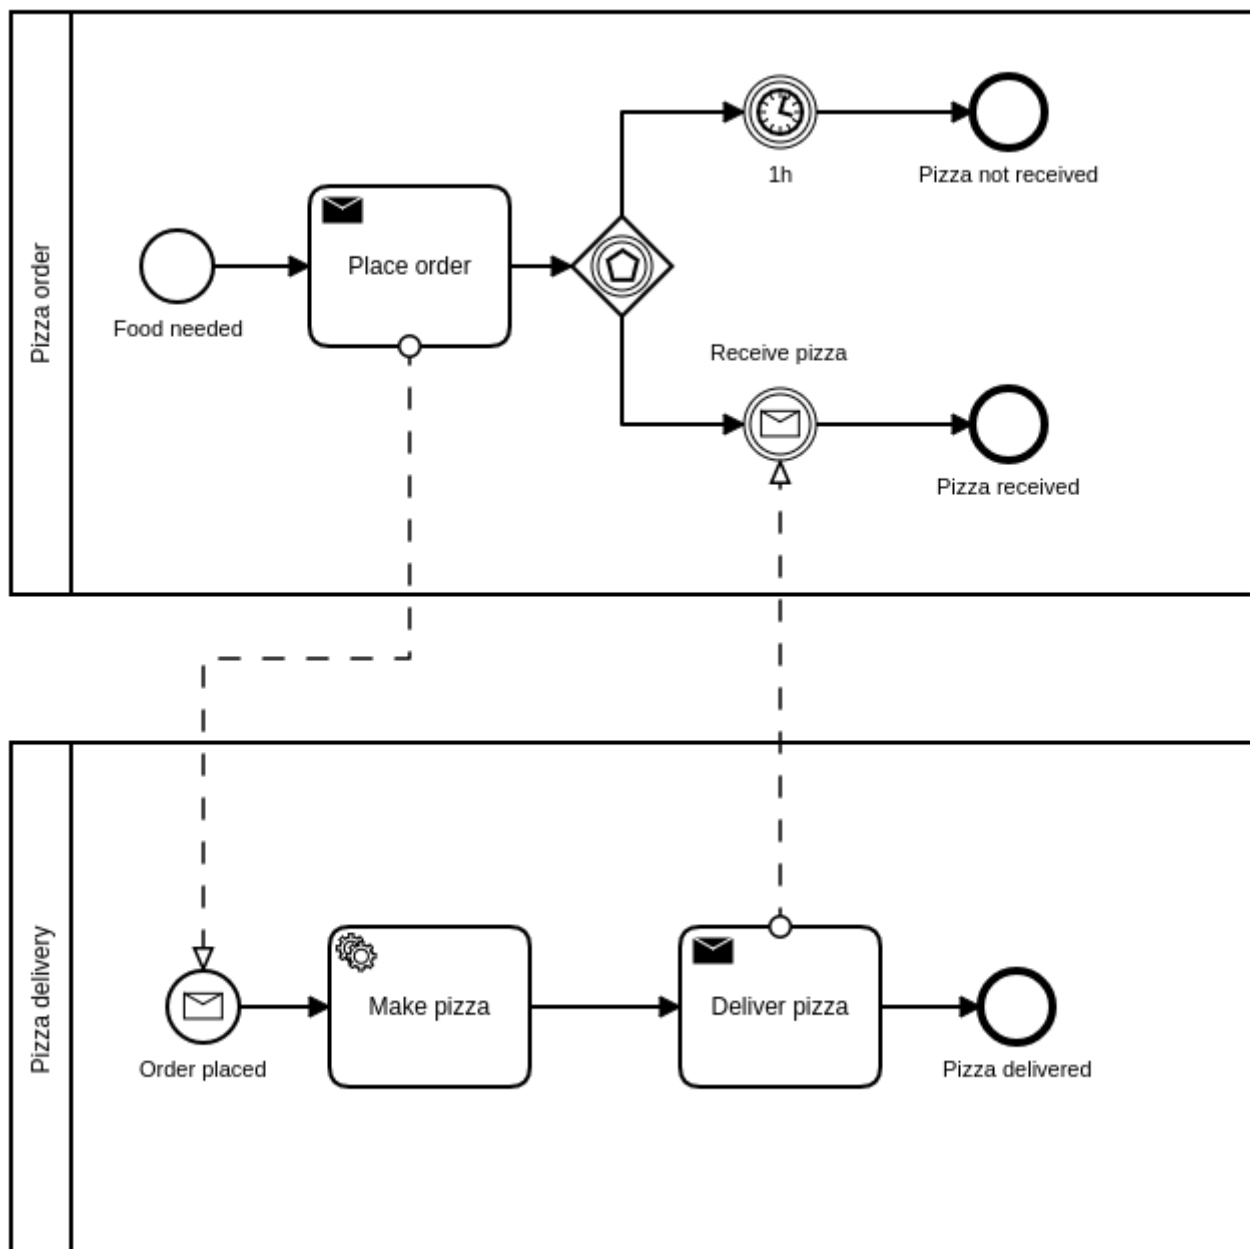 Pizza order
Food needed
Place order
1h
Pizza not received
Receive pizza
Pizza received
Pizza delivery
Order placed
Make pizza
Deliver pizza
Pizza delivered